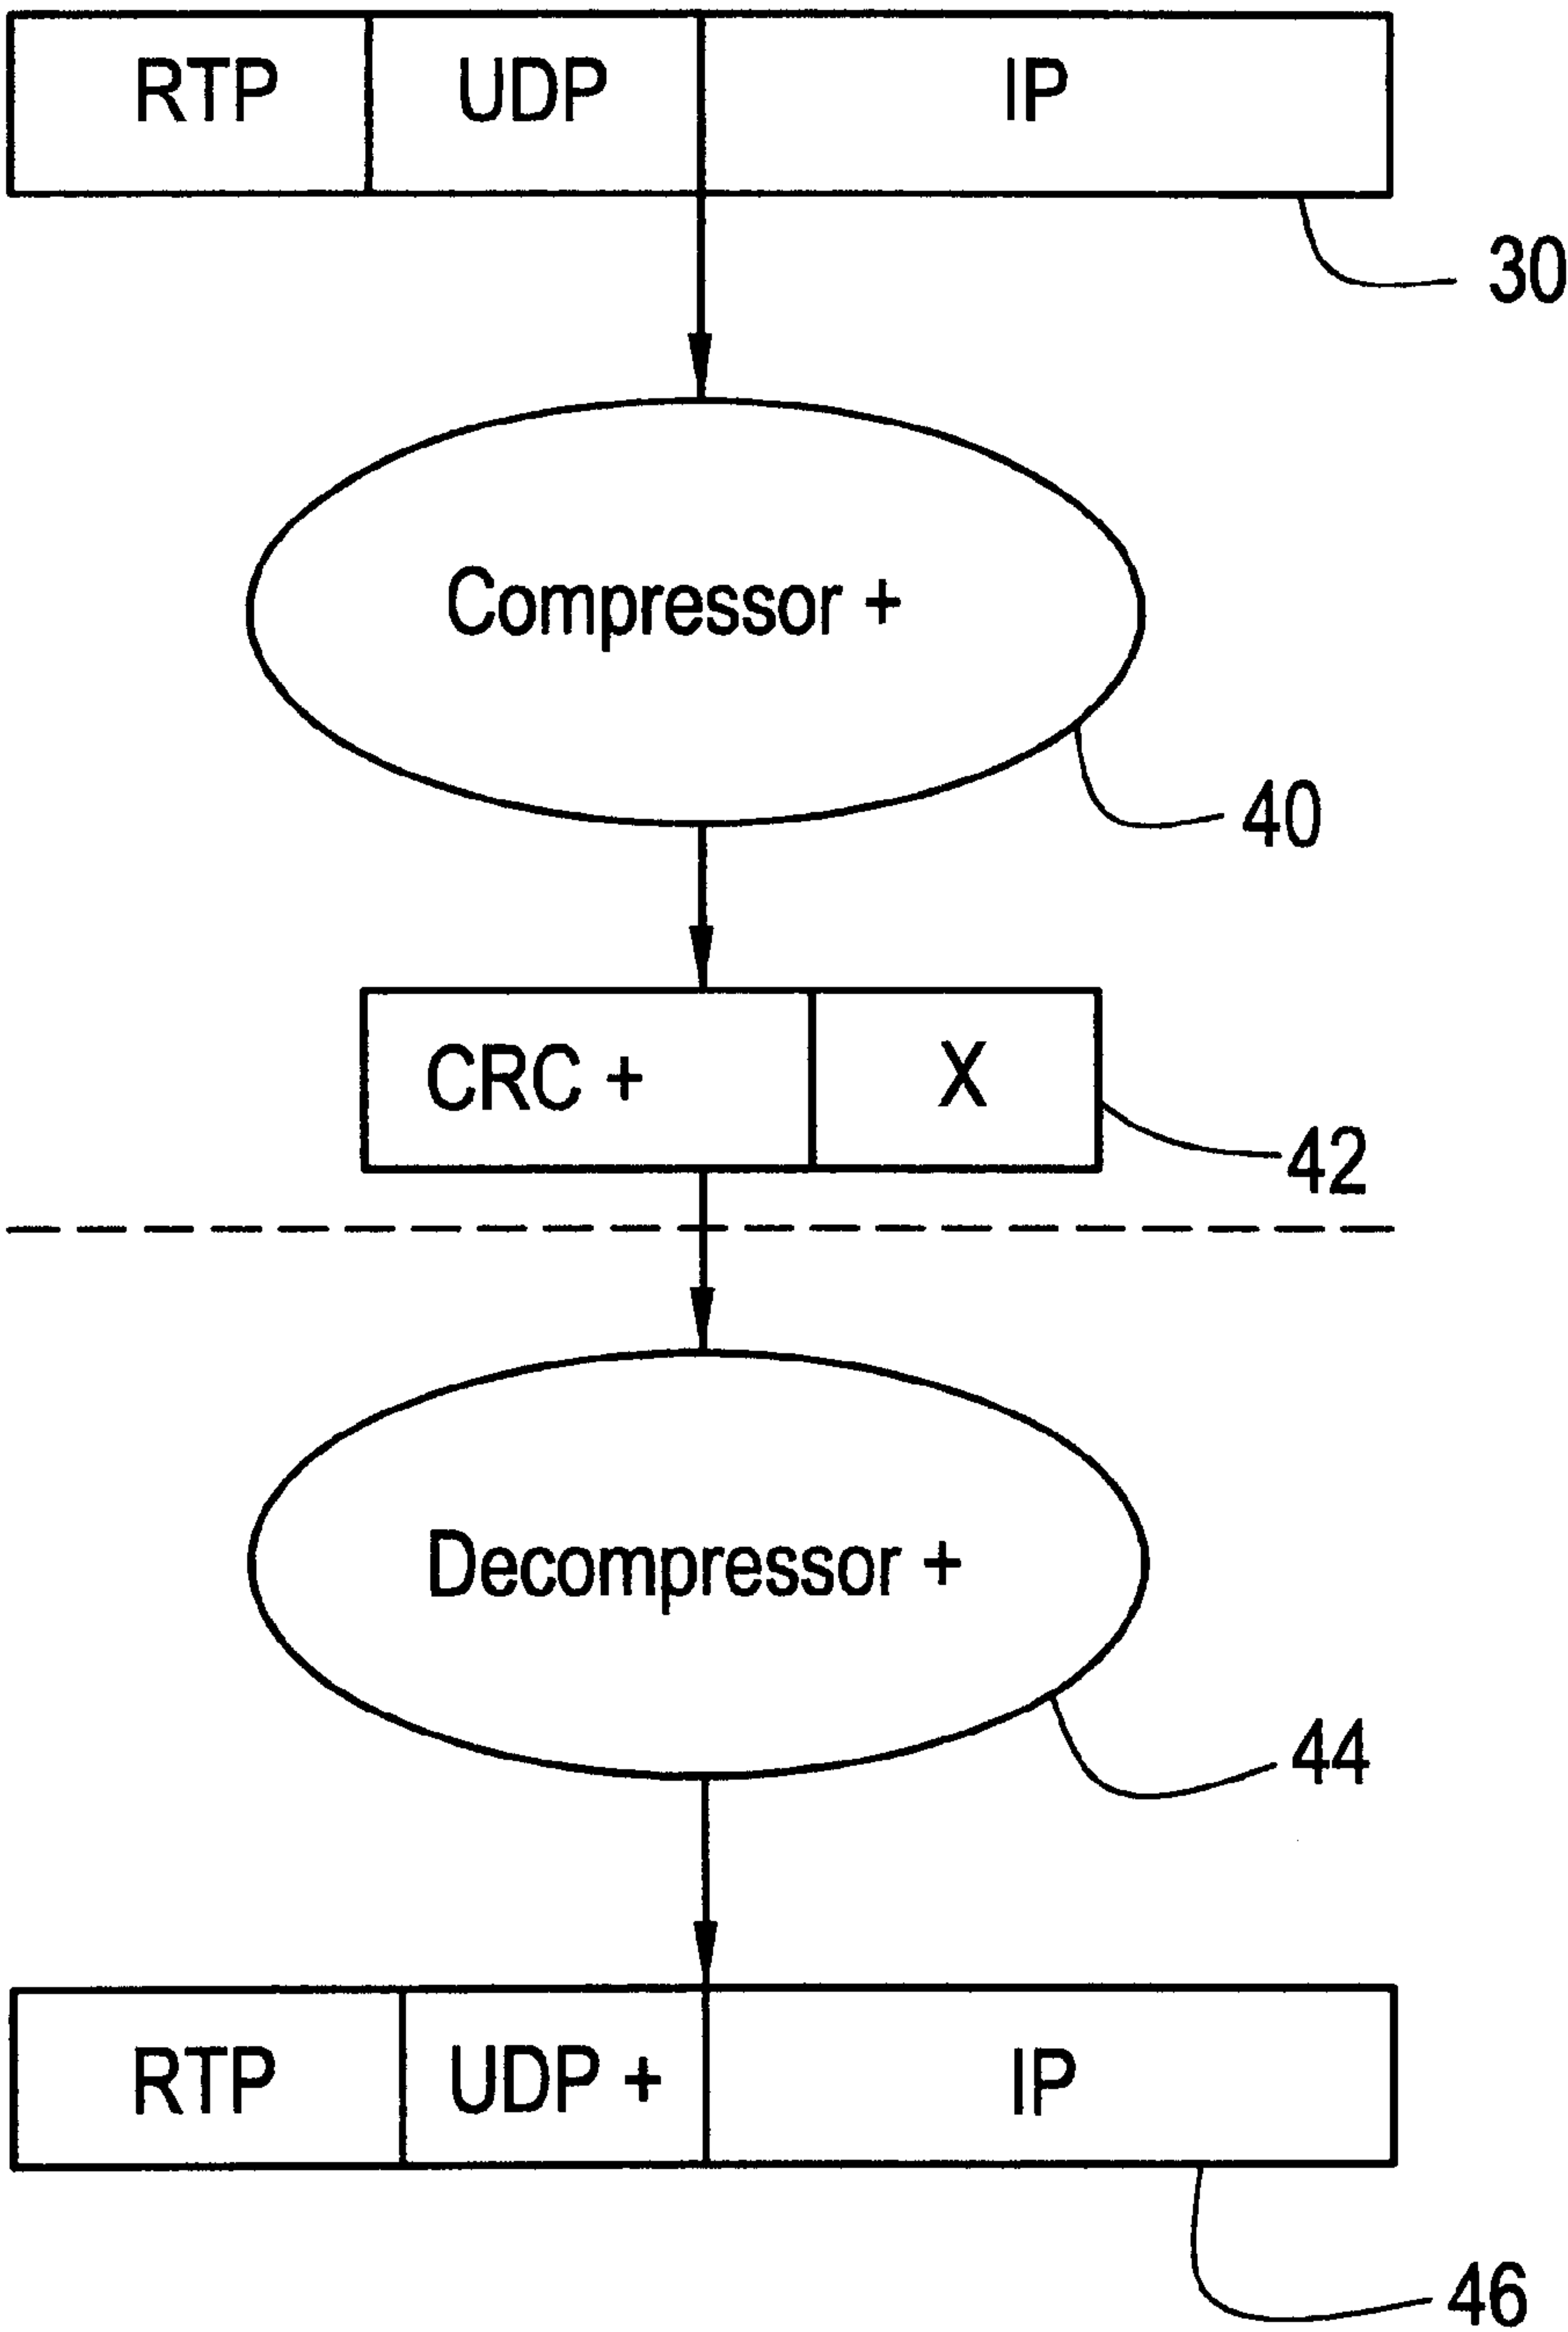 RTP UDP IP
30
Compressor +
40
CRC + X
42
Decompressor +
44
RTP UDP + IP
46